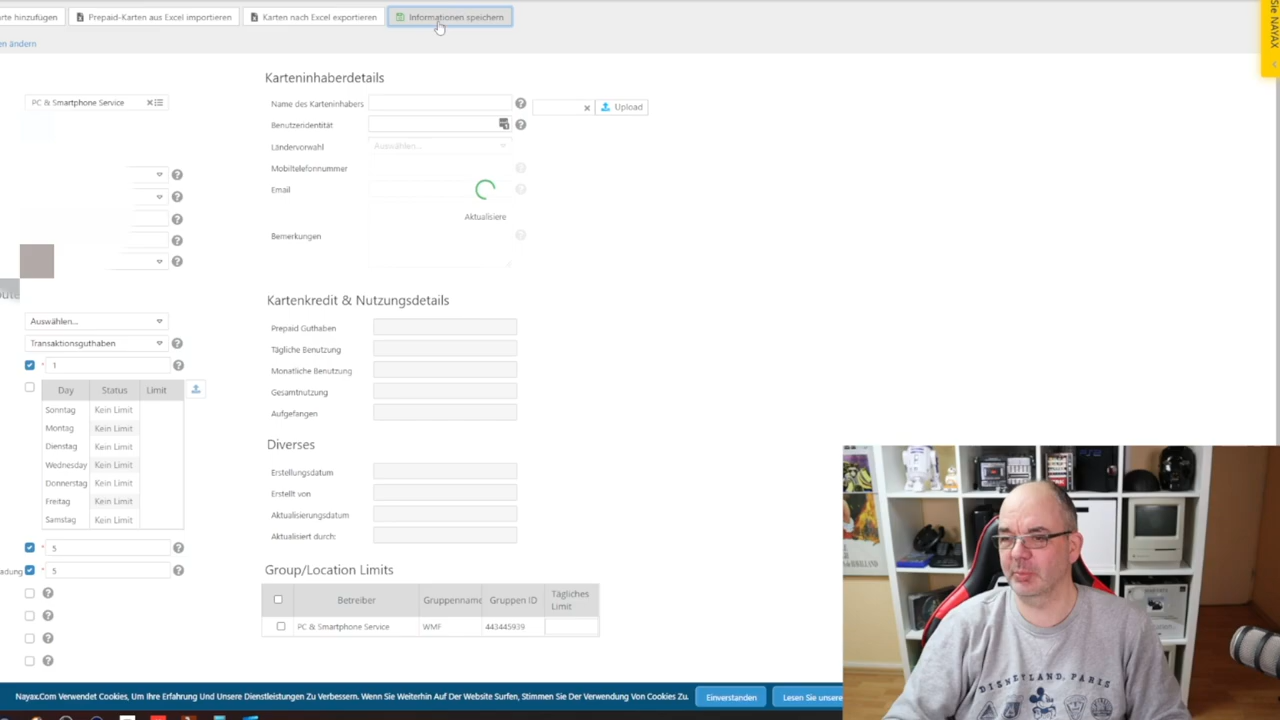 rte hinzufügen
Prepaid-Karten aus Excel importieren
Karten nach Excel exportieren
Informationen speichern
Sie NAYAX
en ändern
PC & Smartphone Service
Karteninhaberdetails
Name des Karteninhabers
Upload
Benutzeridentität
Ländervorwahl
Auswählen...
Mobiltelefonnummer
Email
Aktualisiere
Bemerkungen
Auswählen...
Transaktionsguthaben
1
Day Status Limit
Sonntag Kein Limit
Montag Kein Limit
Dienstag Kein Limit
Wednesday Kein Limit
Donnerstag Kein Limit
Freitag Kein Limit
Samstag Kein Limit
5
adung
5
Kartenkredit & Nutzungsdetails
Prepaid Guthaben
Tägliche Benutzung
Monatliche Benutzung
Gesamtnutzung
Aufgefangen
Diverses
Erstellungsdatum
Erstellt von
Aktualisierungsdatum
Aktualisiert durch:
Group/Location Limits
Betreiber Gruppenname Gruppen ID Tägliches
Limit
PC & Smartphone Service WMF 443445939
Nayax.Com Verwendet Cookies, Um Ihre Erfahrung Und Unsere Dienstleistungen Zu Verbessern. Wenn Sie Weiterhin Auf Der Website Surfen, Stimmen Sie Der Verwendung Von Cookies Zu.
Einverstanden
Lesen Sie unsere
DISNEYLAND PARIS